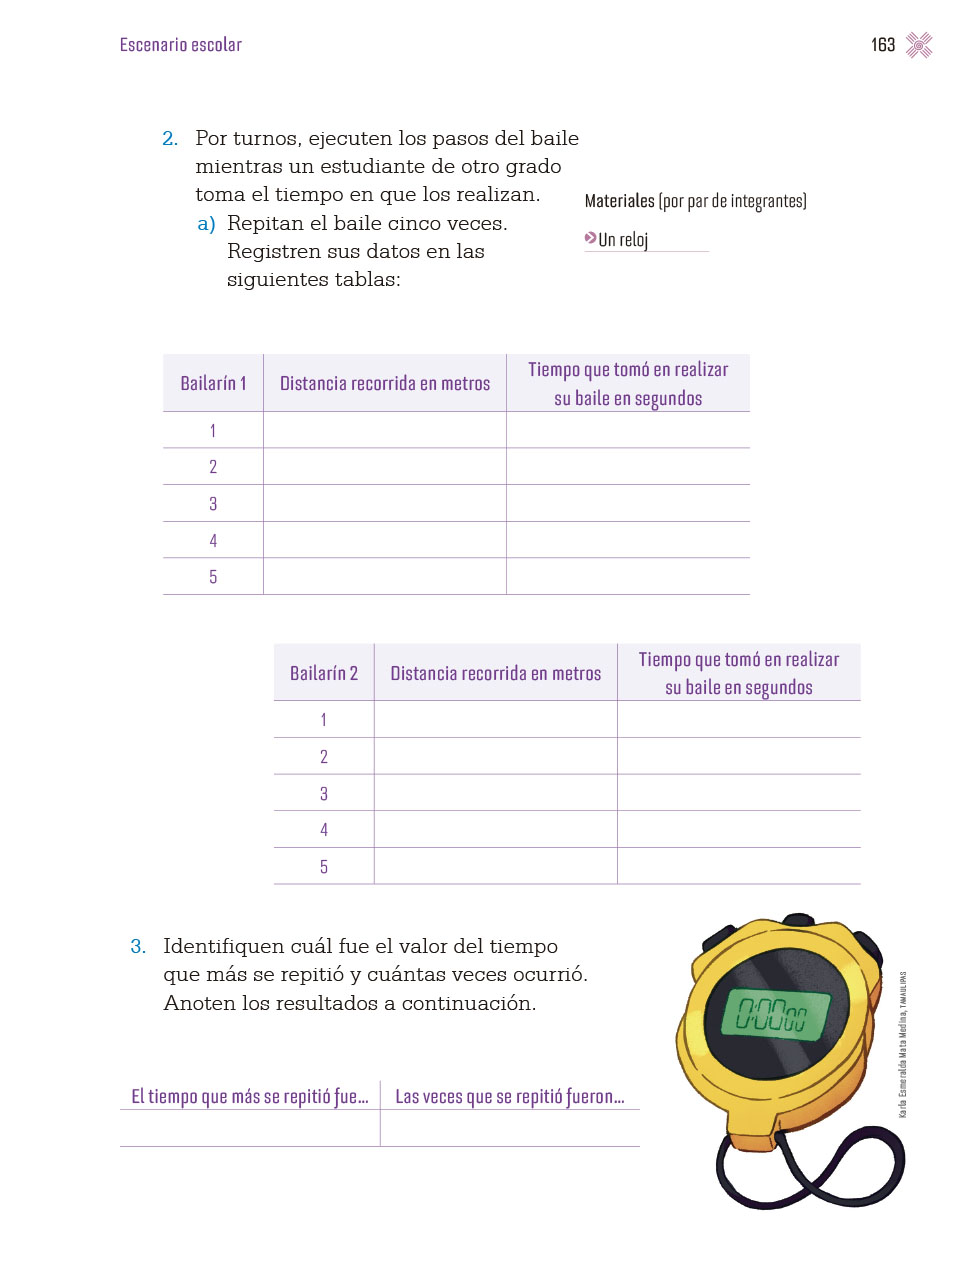 Escenario escolar
163
2. Por turnos, ejecuten los pasos del baile
mientras un estudiante de otro grado
toma el tiempo en que los realizan.
a) Repitan el baile cinco veces.
Registren sus datos en las
siguientes tablas:
Materiales (por par de integrantes)
Un reloj
Bailarín 1 Distancia recorrida en metros Tiempo que tomó en realizar
su baile en segundos
1
2
3
4
5
Bailarín 2 Distancia recorrida en metros Tiempo que tomó en realizar
su baile en segundos
1
2
3
4
5
3. Identifiquen cuál fue el valor del tiempo
que más se repitió y cuántas veces ocurrió.
Anoten los resultados a continuación.
0:00 00
Karla Esmeralda Mata Medina, TAMAULIPAS
El tiempo que más se repitió fue... Las veces que se repitió fueron...